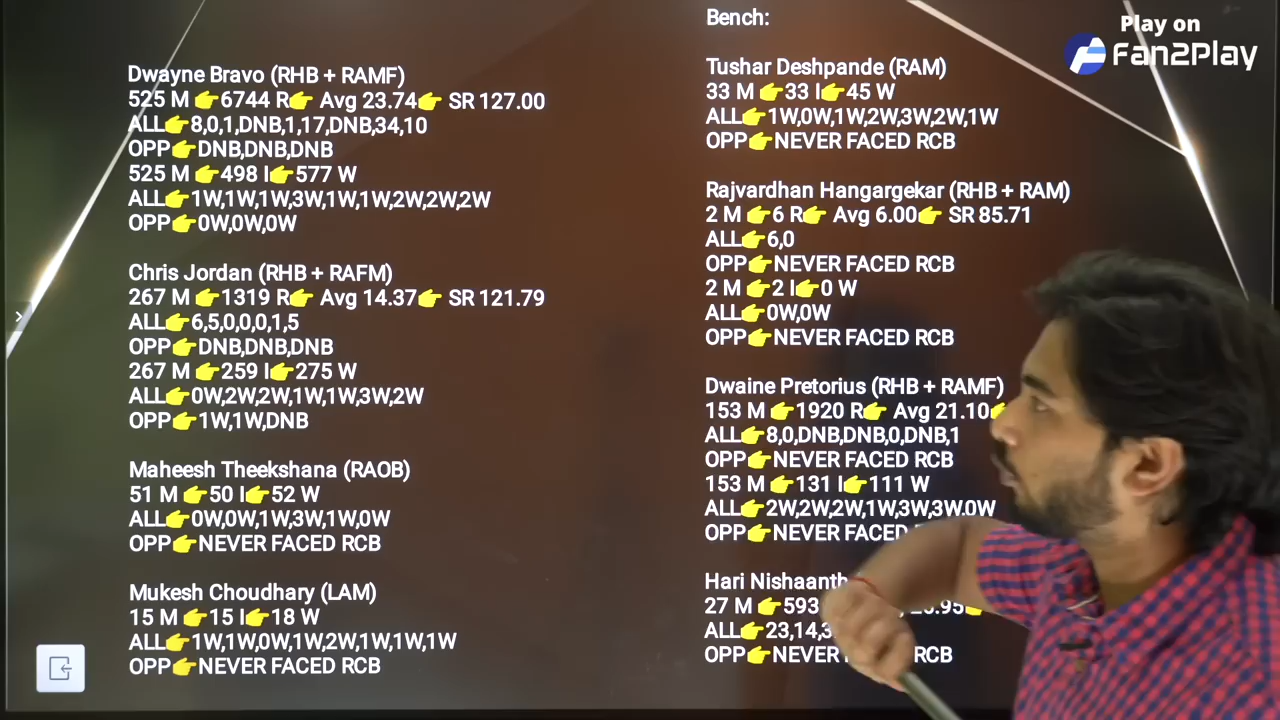 Dwayne Bravo (RHB + RAMF)
525 M 👉6744 R👉 Avg 23.74👉 SR 127.00
ALL👉8,0,1,DNB,1,17,DNB,34,10
OPP👉DNB,DNB,DNB
525 M 👉498 I👉577 W
ALL👉1W,1W,1W,3W,1W,1W,2W,2W,2W
OPP👉0W,0W,0W
Chris Jordan (RHB + RAFM)
267 M 👉1319 R👉 Avg 14.37👉 SR 121.79
ALL👉6,5,0,0,0,1,5
OPP👉DNB,DNB,DNB
267 M 👉259 I👉275 W
ALL👉0W,2W,2W,1W,1W,3W,2W
OPP👉1W,1W,DNB
Maheesh Theekshana (RAOB)
51 M 👉50 I👉52 W
ALL👉0W,0W,1W,3W,1W,0W
OPP👉NEVER FACED RCB
Mukesh Choudhary (LAM)
15 M 👉15 I👉18 W
ALL👉1W,1W,0W,1W,2W,1W,1W,1W
OPP👉NEVER FACED RCB
Bench:
Tushar Deshpande (RAM)
33 M 👉33 I👉45 W
ALL👉1W,0W,1W,2W,3W,2W,1W
OPP👉NEVER FACED RCB
Rajvardhan Hangargekar (RHB + RAM)
2 M 👉6 R👉 Avg 6.00👉 SR 85.71
ALL👉6,0
OPP👉NEVER FACED RCB
2 M 👉2 I👉0 W
ALL👉0W,0W
OPP👉NEVER FACED RCB
Dwaine Pretorius (RHB + RAMF)
153 M 👉1920 R👉 Avg 21.10👉
ALL👉8,0,DNB,DNB,0,DNB,1
OPP👉NEVER FACED RCB
153 M 👉131 I👉111 W
ALL👉2W,2W,2W,1W,3W,3W,0W
OPP👉NEVER FACED
Hari Nishaanth
27 M 👉593
ALL👉23,14,3
OPP👉NEVER RCB
Play on
Fan2Play